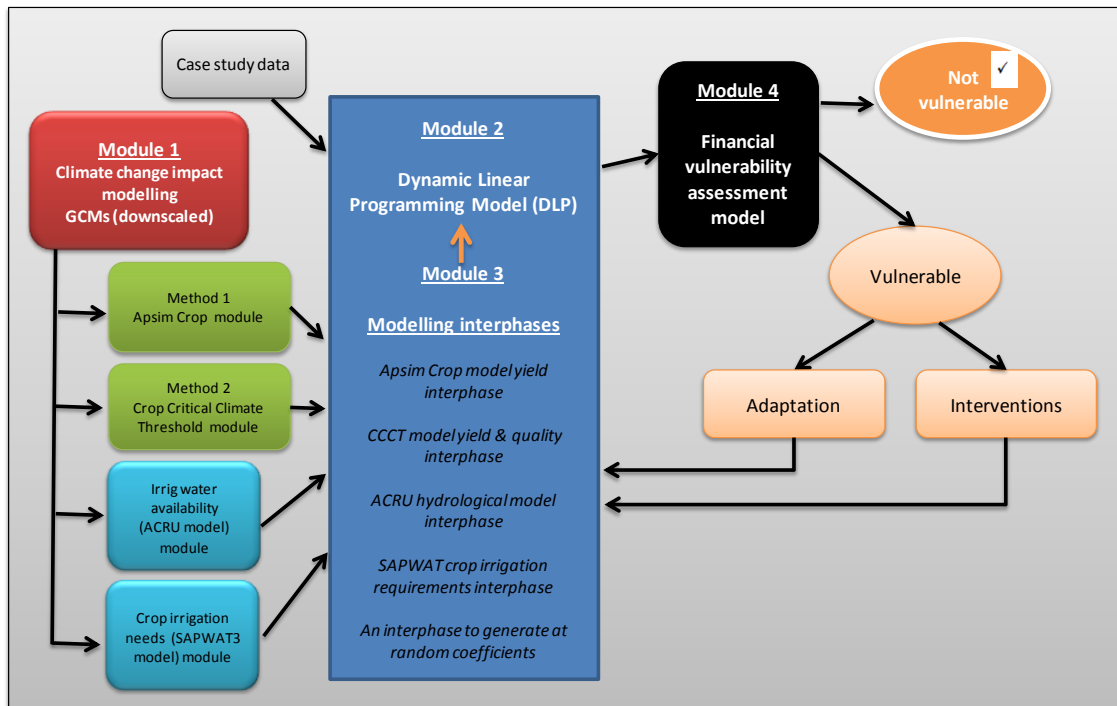 Case study data
Module 1
Climate change impact
modelling
GCMs (downscaled)
Method 1
Apsim Crop module
Method 2
Crop Critical Climate
Threshold module
Irrig water
availability
(ACRU model)
module
Crop irrigation
needs (SAPWAT3
model) module
Module 2
Dynamic Linear
Programming Model (DLP)
Module 3
Modelling interphases
Apsim Crop model yield
interphase
CCCT model yield & quality
interphase
ACRU hydrological model
interphase
SAPWAT crop irrigation
requirements interphase
An interphase to generate at
random coefficients
Module 4
Financial
vulnerability
assessment
model
✓
Not
vulnerable
Vulnerable
Adaptation
Interventions